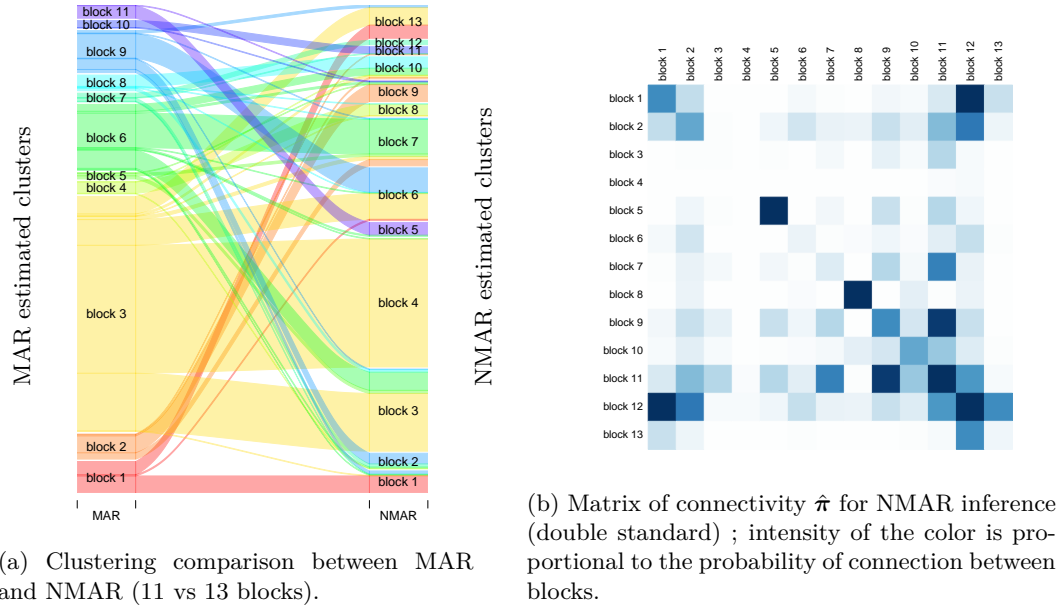 MAR estimated clusters
block 11
block 10
block 9
block 8
block 7
block 6
block 5
block 4
block 3
block 2
block 1
MAR
block 13
block 12
block 11
block 10
block 9
block 8
block 7
block 6
block 5
block 4
block 3
block 2
block 1
NMAR
(a) Clustering comparison between MAR
and NMAR (11 vs 13 blocks).
NMAR estimated clusters
block 1
block 2
block 3
block 4
block 5
block 6
block 7
block 8
block 9
block 10
block 11
block 12
block 13
block 1
block 2
block 3
block 4
block 5
block 6
block 7
block 8
block 9
block 10
block 11
block 12
block 13
(b) Matrix of connectivity π̂ for NMAR inference
(double standard) ; intensity of the color is pro-
portional to the probability of connection between
blocks.